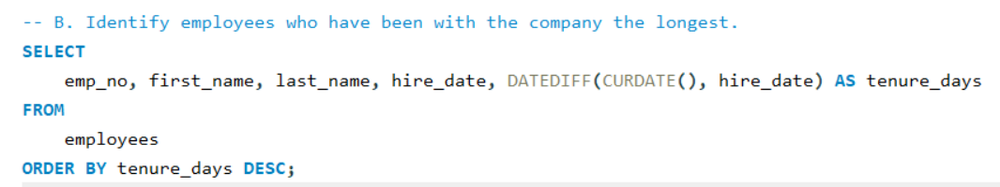 -- B. Identify employees who have been with the company the longest.
SELECT
emp_no, first_name, last_name, hire_date, DATEDIFF(CURDATE(), hire_date) AS tenure_days
FROM
employees
ORDER BY tenure_days DESC;